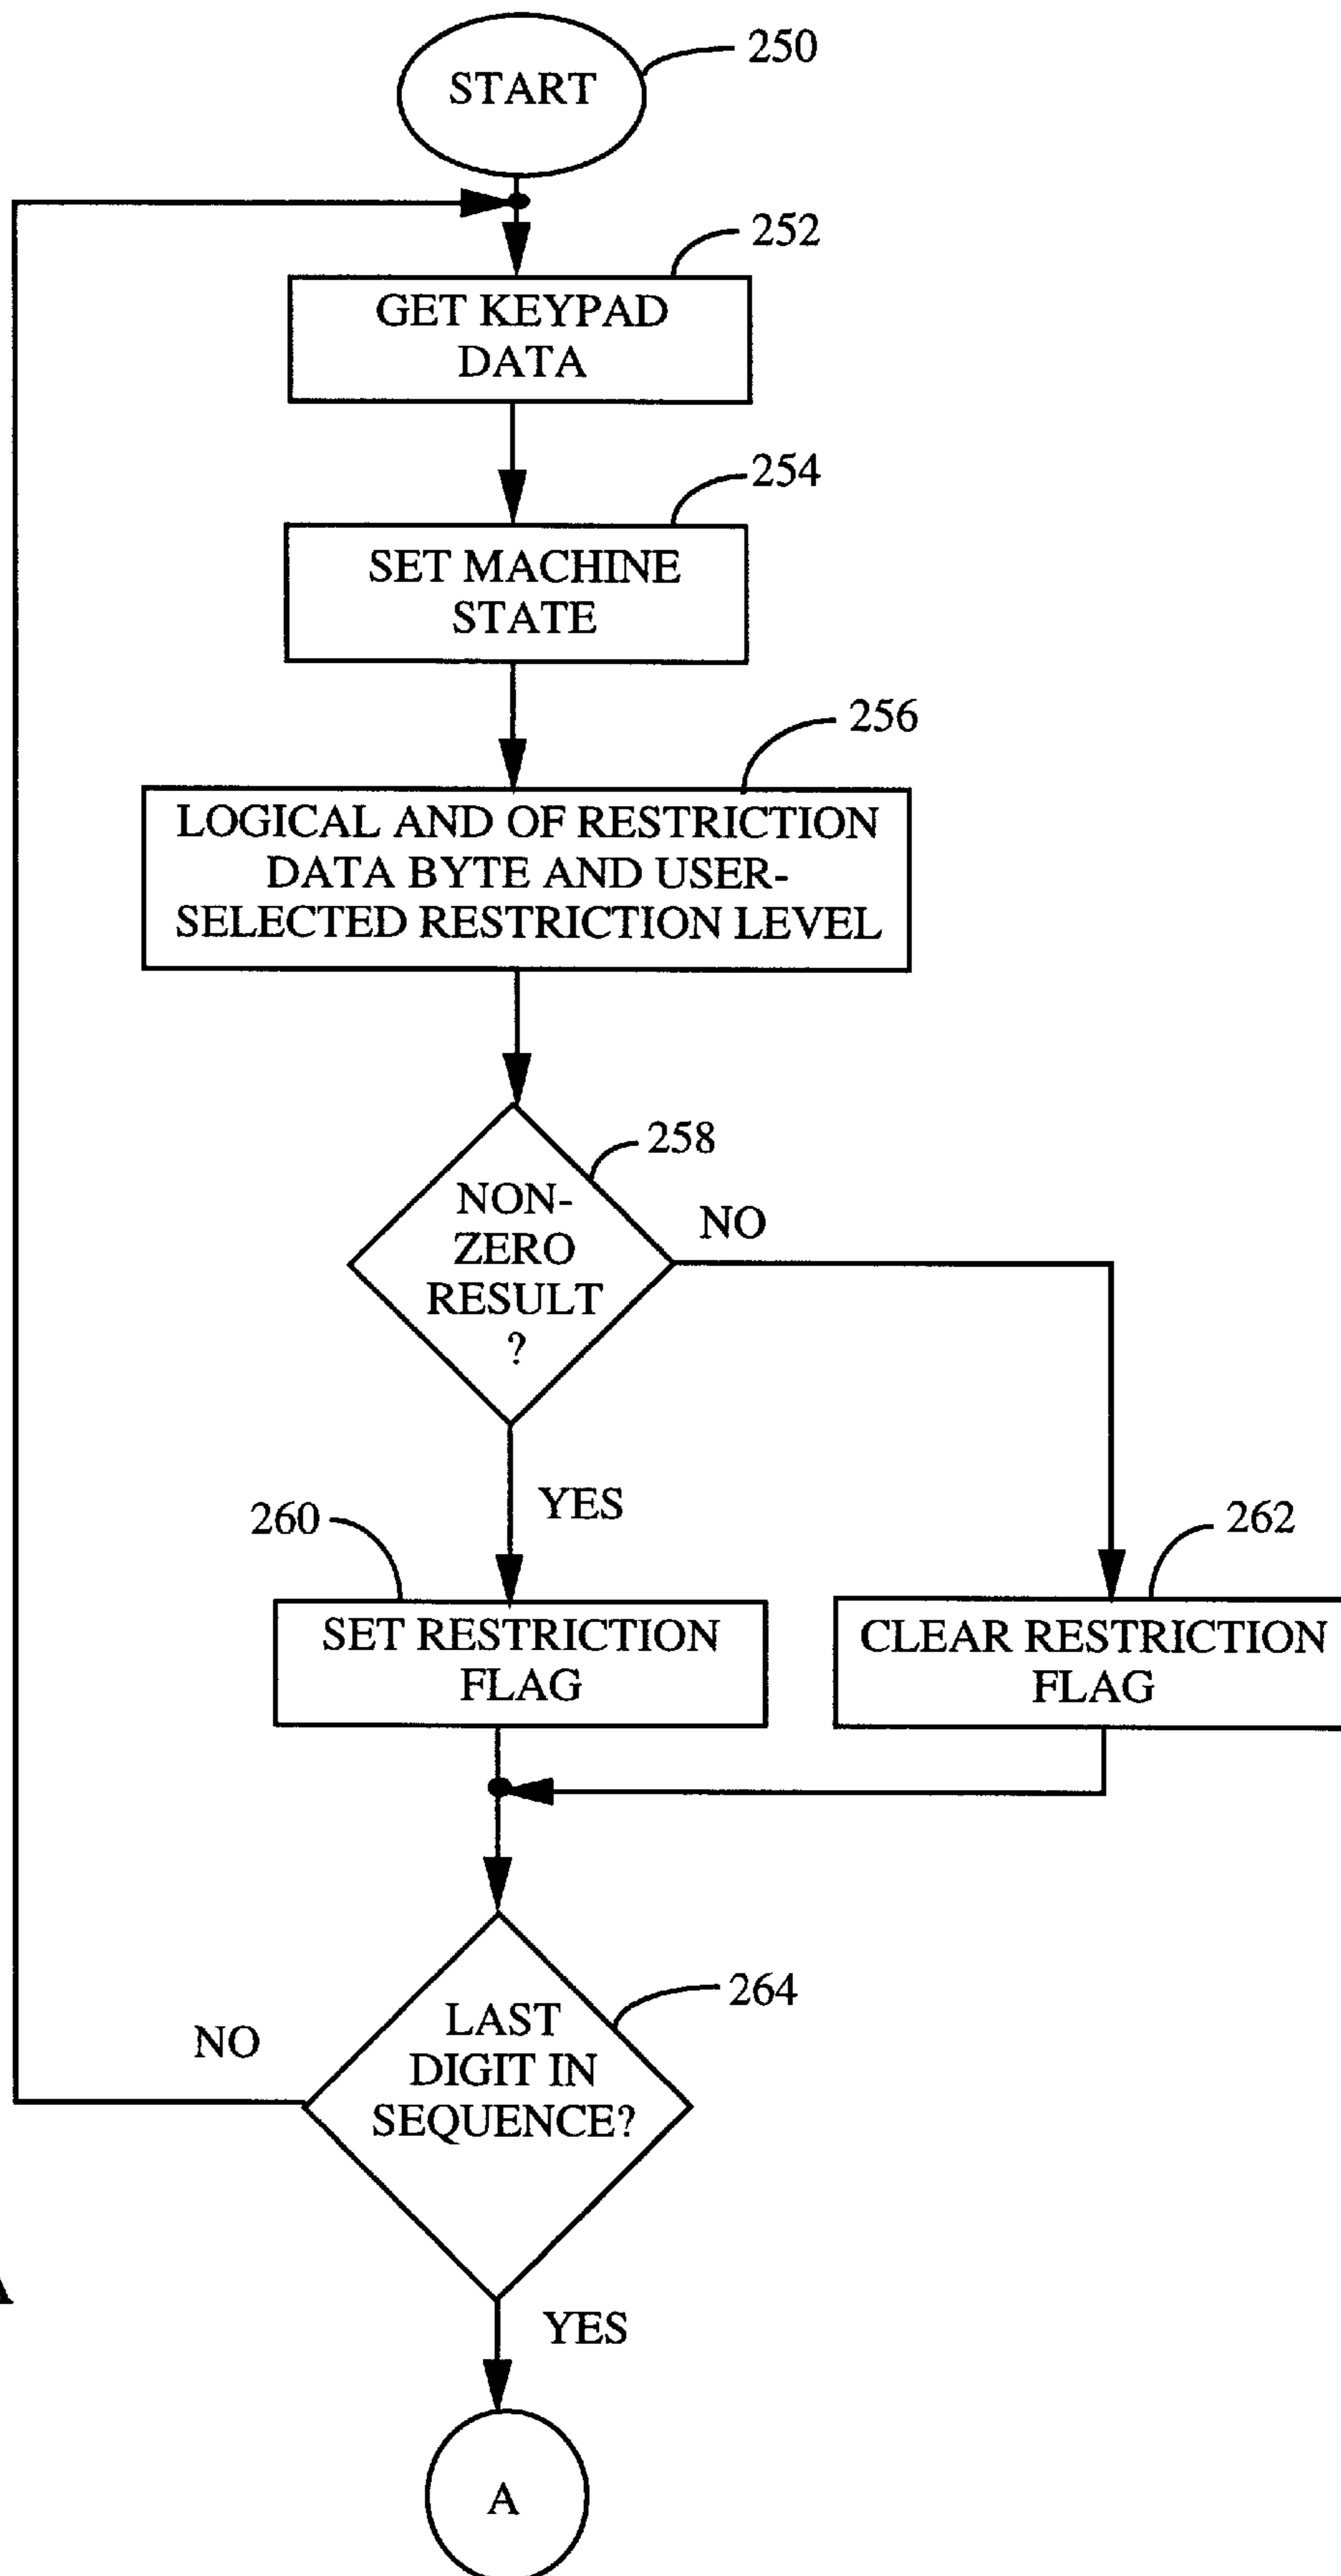 START
250
252
GET KEYPAD
DATA
254
SET MACHINE
STATE
256
LOGICAL AND OF RESTRICTION
DATA BYTE AND USER-
SELECTED RESTRICTION LEVEL
258
NON-
ZERO
RESULT
?
NO
YES
260
262
SET RESTRICTION
FLAG
CLEAR RESTRICTION
FLAG
264
LAST
DIGIT IN
SEQUENCE?
NO
YES
A